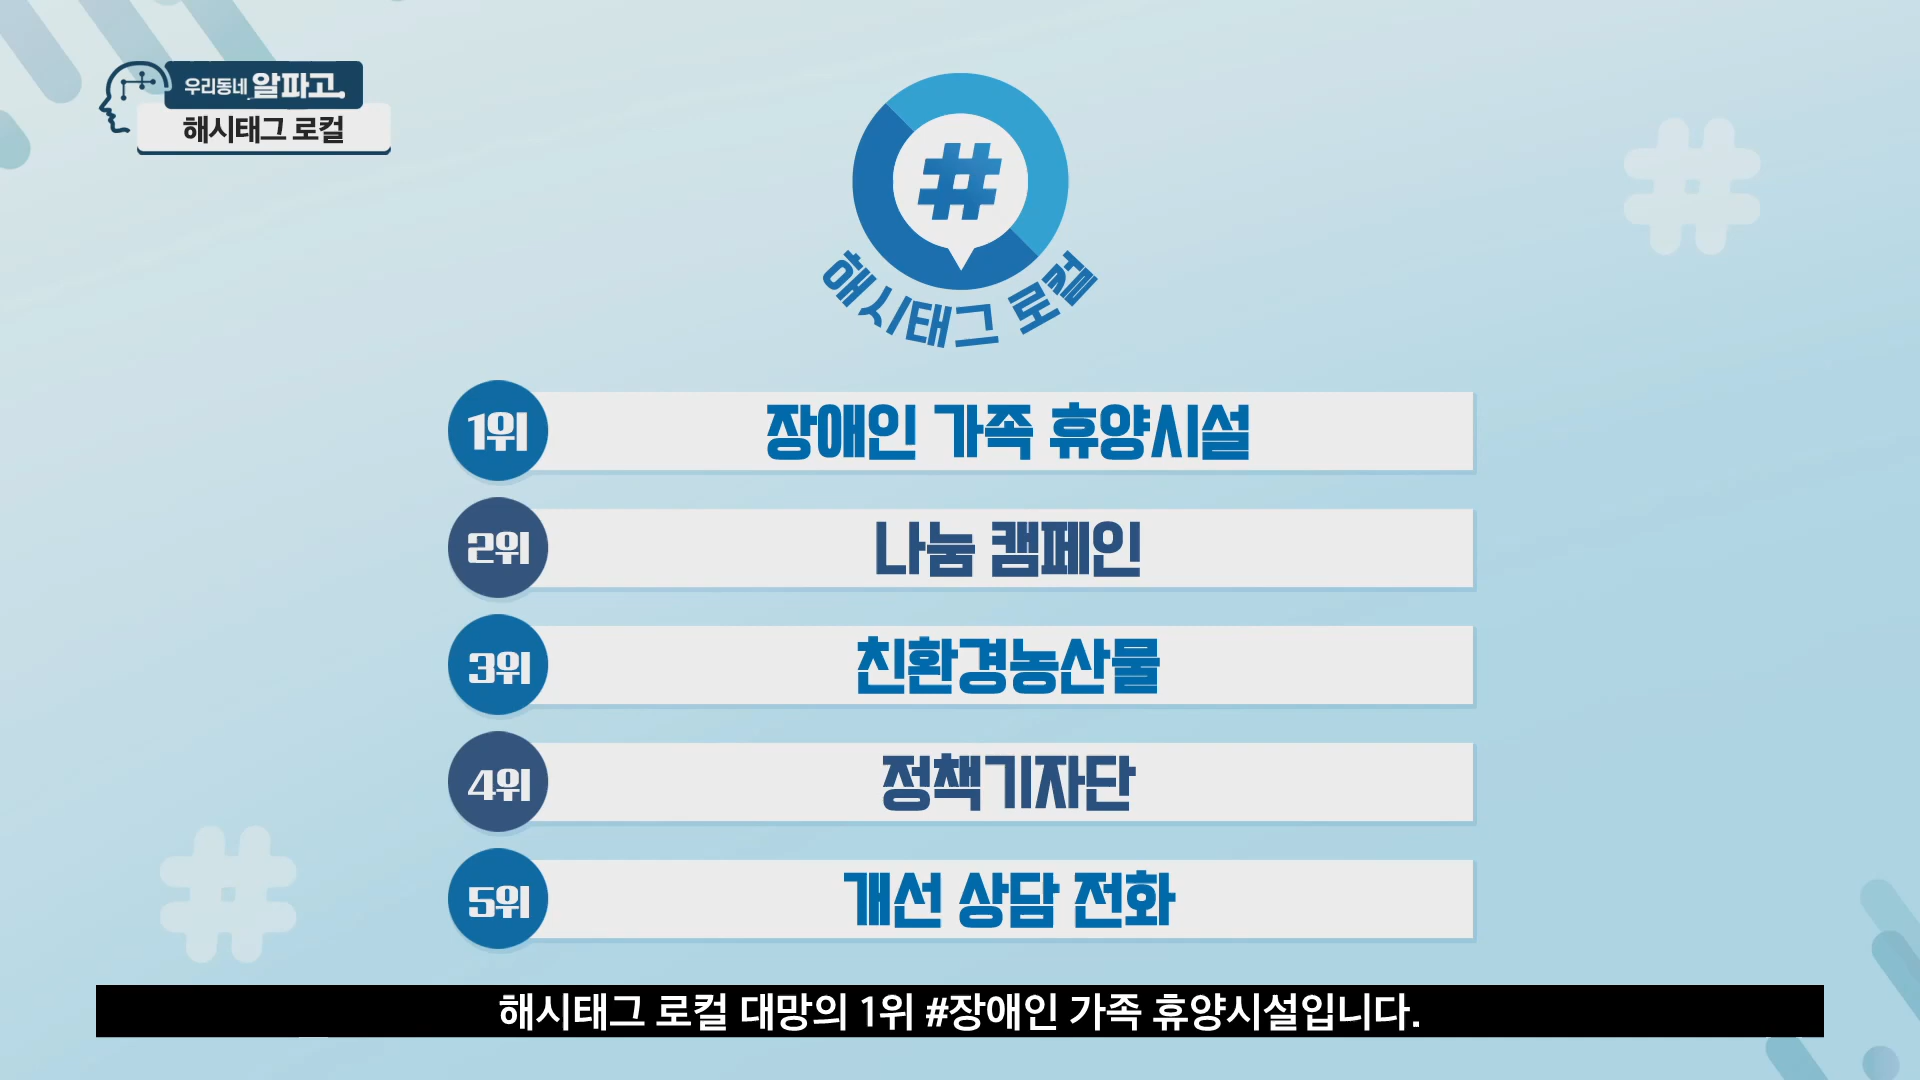 우리동네 알파고
해시태그 로컬
#
해시태그 로컬
1위 장애인 가족 휴양시설
2위 나눔 캠페인
3위 친환경농산물
4위 정책기자단
5위 개선 상담 전화
해시태그 로컬 대망의 1위 #장애인 가족 휴양시설입니다.